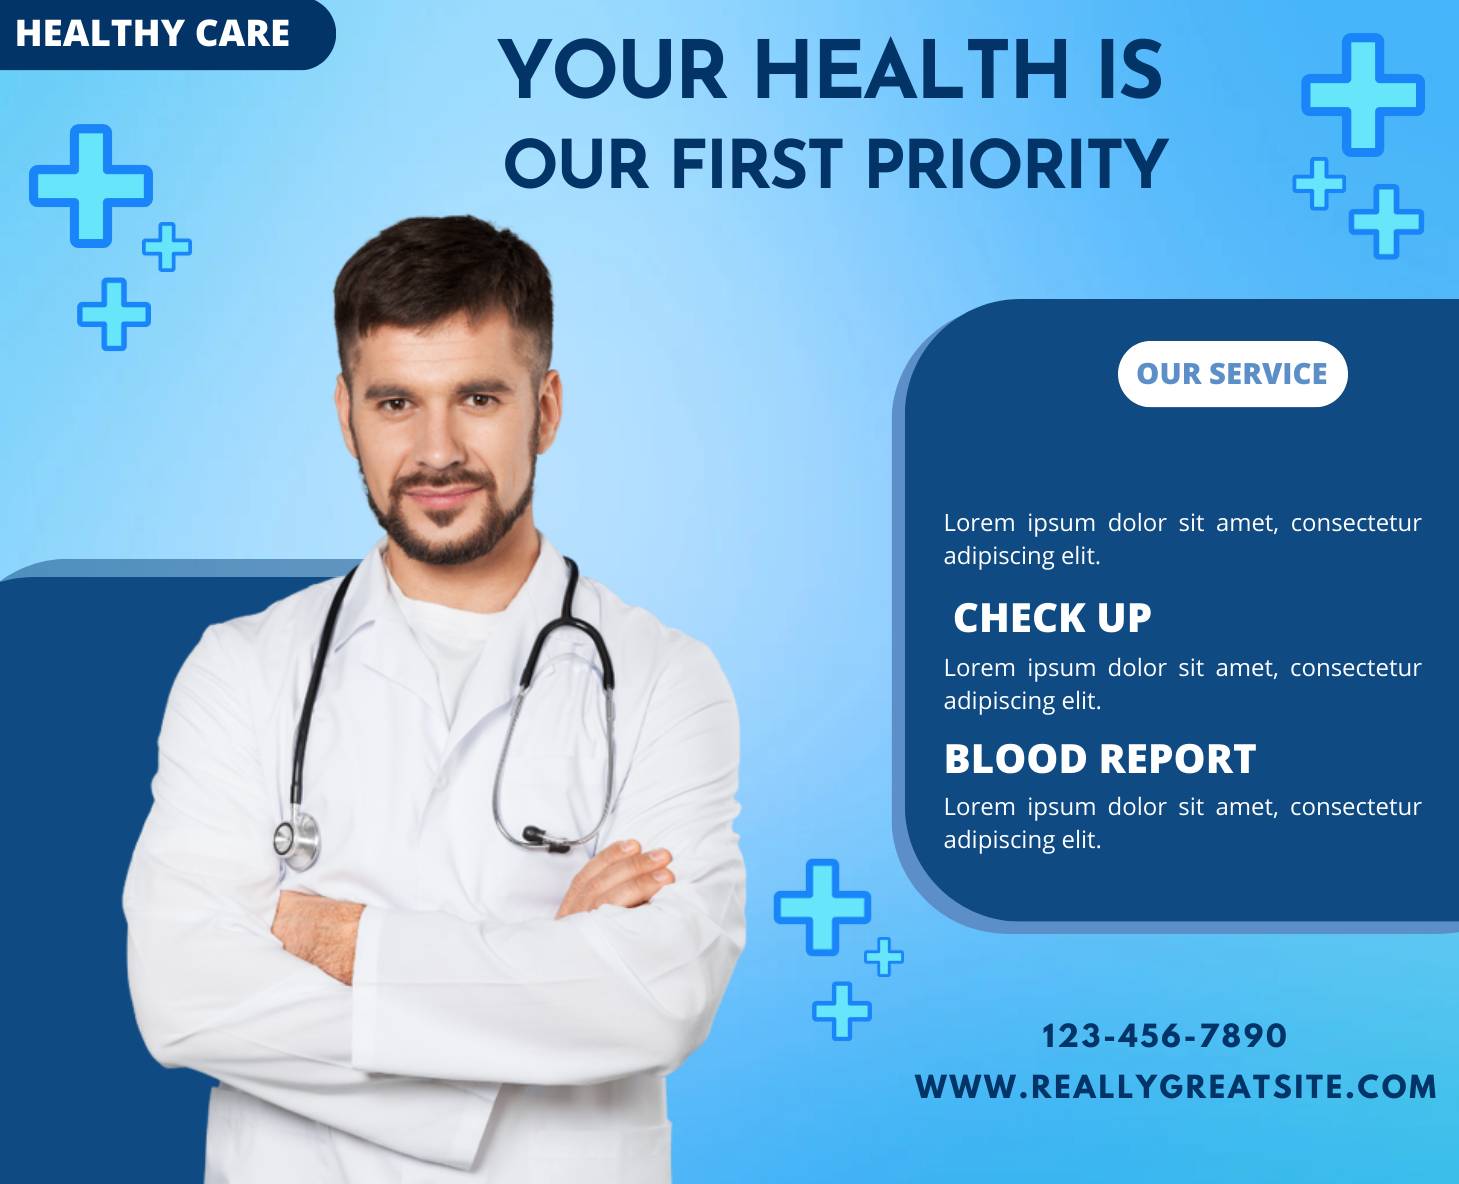 HEALTHY CARE
YOUR HEALTH IS
OUR FIRST PRIORITY
OUR SERVICE
Lorem ipsum dolor sit amet, consectetur
adipiscing elit.
CHECK UP
Lorem ipsum dolor sit amet, consectetur
adipiscing elit.
BLOOD REPORT
Lorem ipsum dolor sit amet, consectetur
adipiscing elit.
123-456-7890
WWW.REALLYGREATSITE.COM